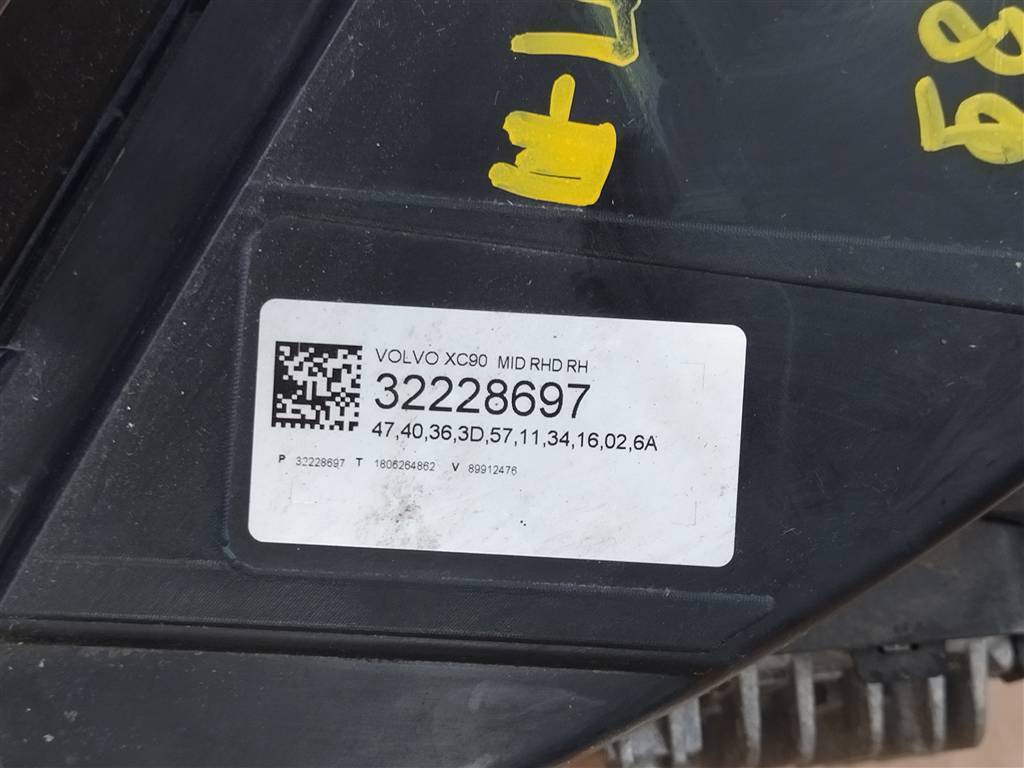 58
VOLVO XC90 MID RHD RH
32228697
47,40,36,3D,57,11,34,16,02,6A
P 32228697 T 1806264862 V 89912476